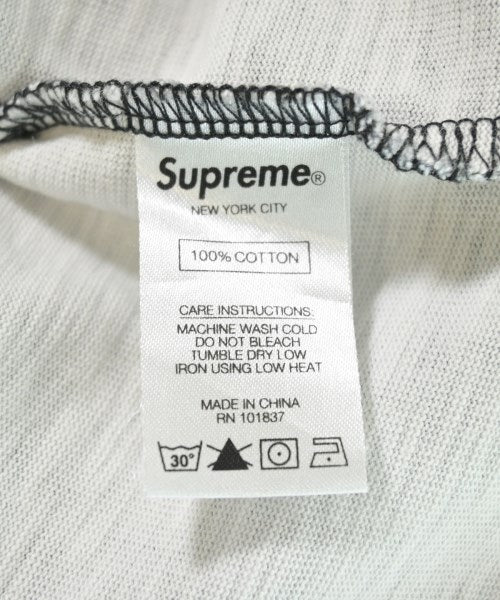 Supreme®
NEW YORK CITY
100% COTTON
CARE INSTRUCTIONS:
MACHINE WASH COLD
DO NOT BLEACH
TUMBLE DRY LOW
IRON USING LOW HEAT
MADE IN CHINA
RN 101837
30°